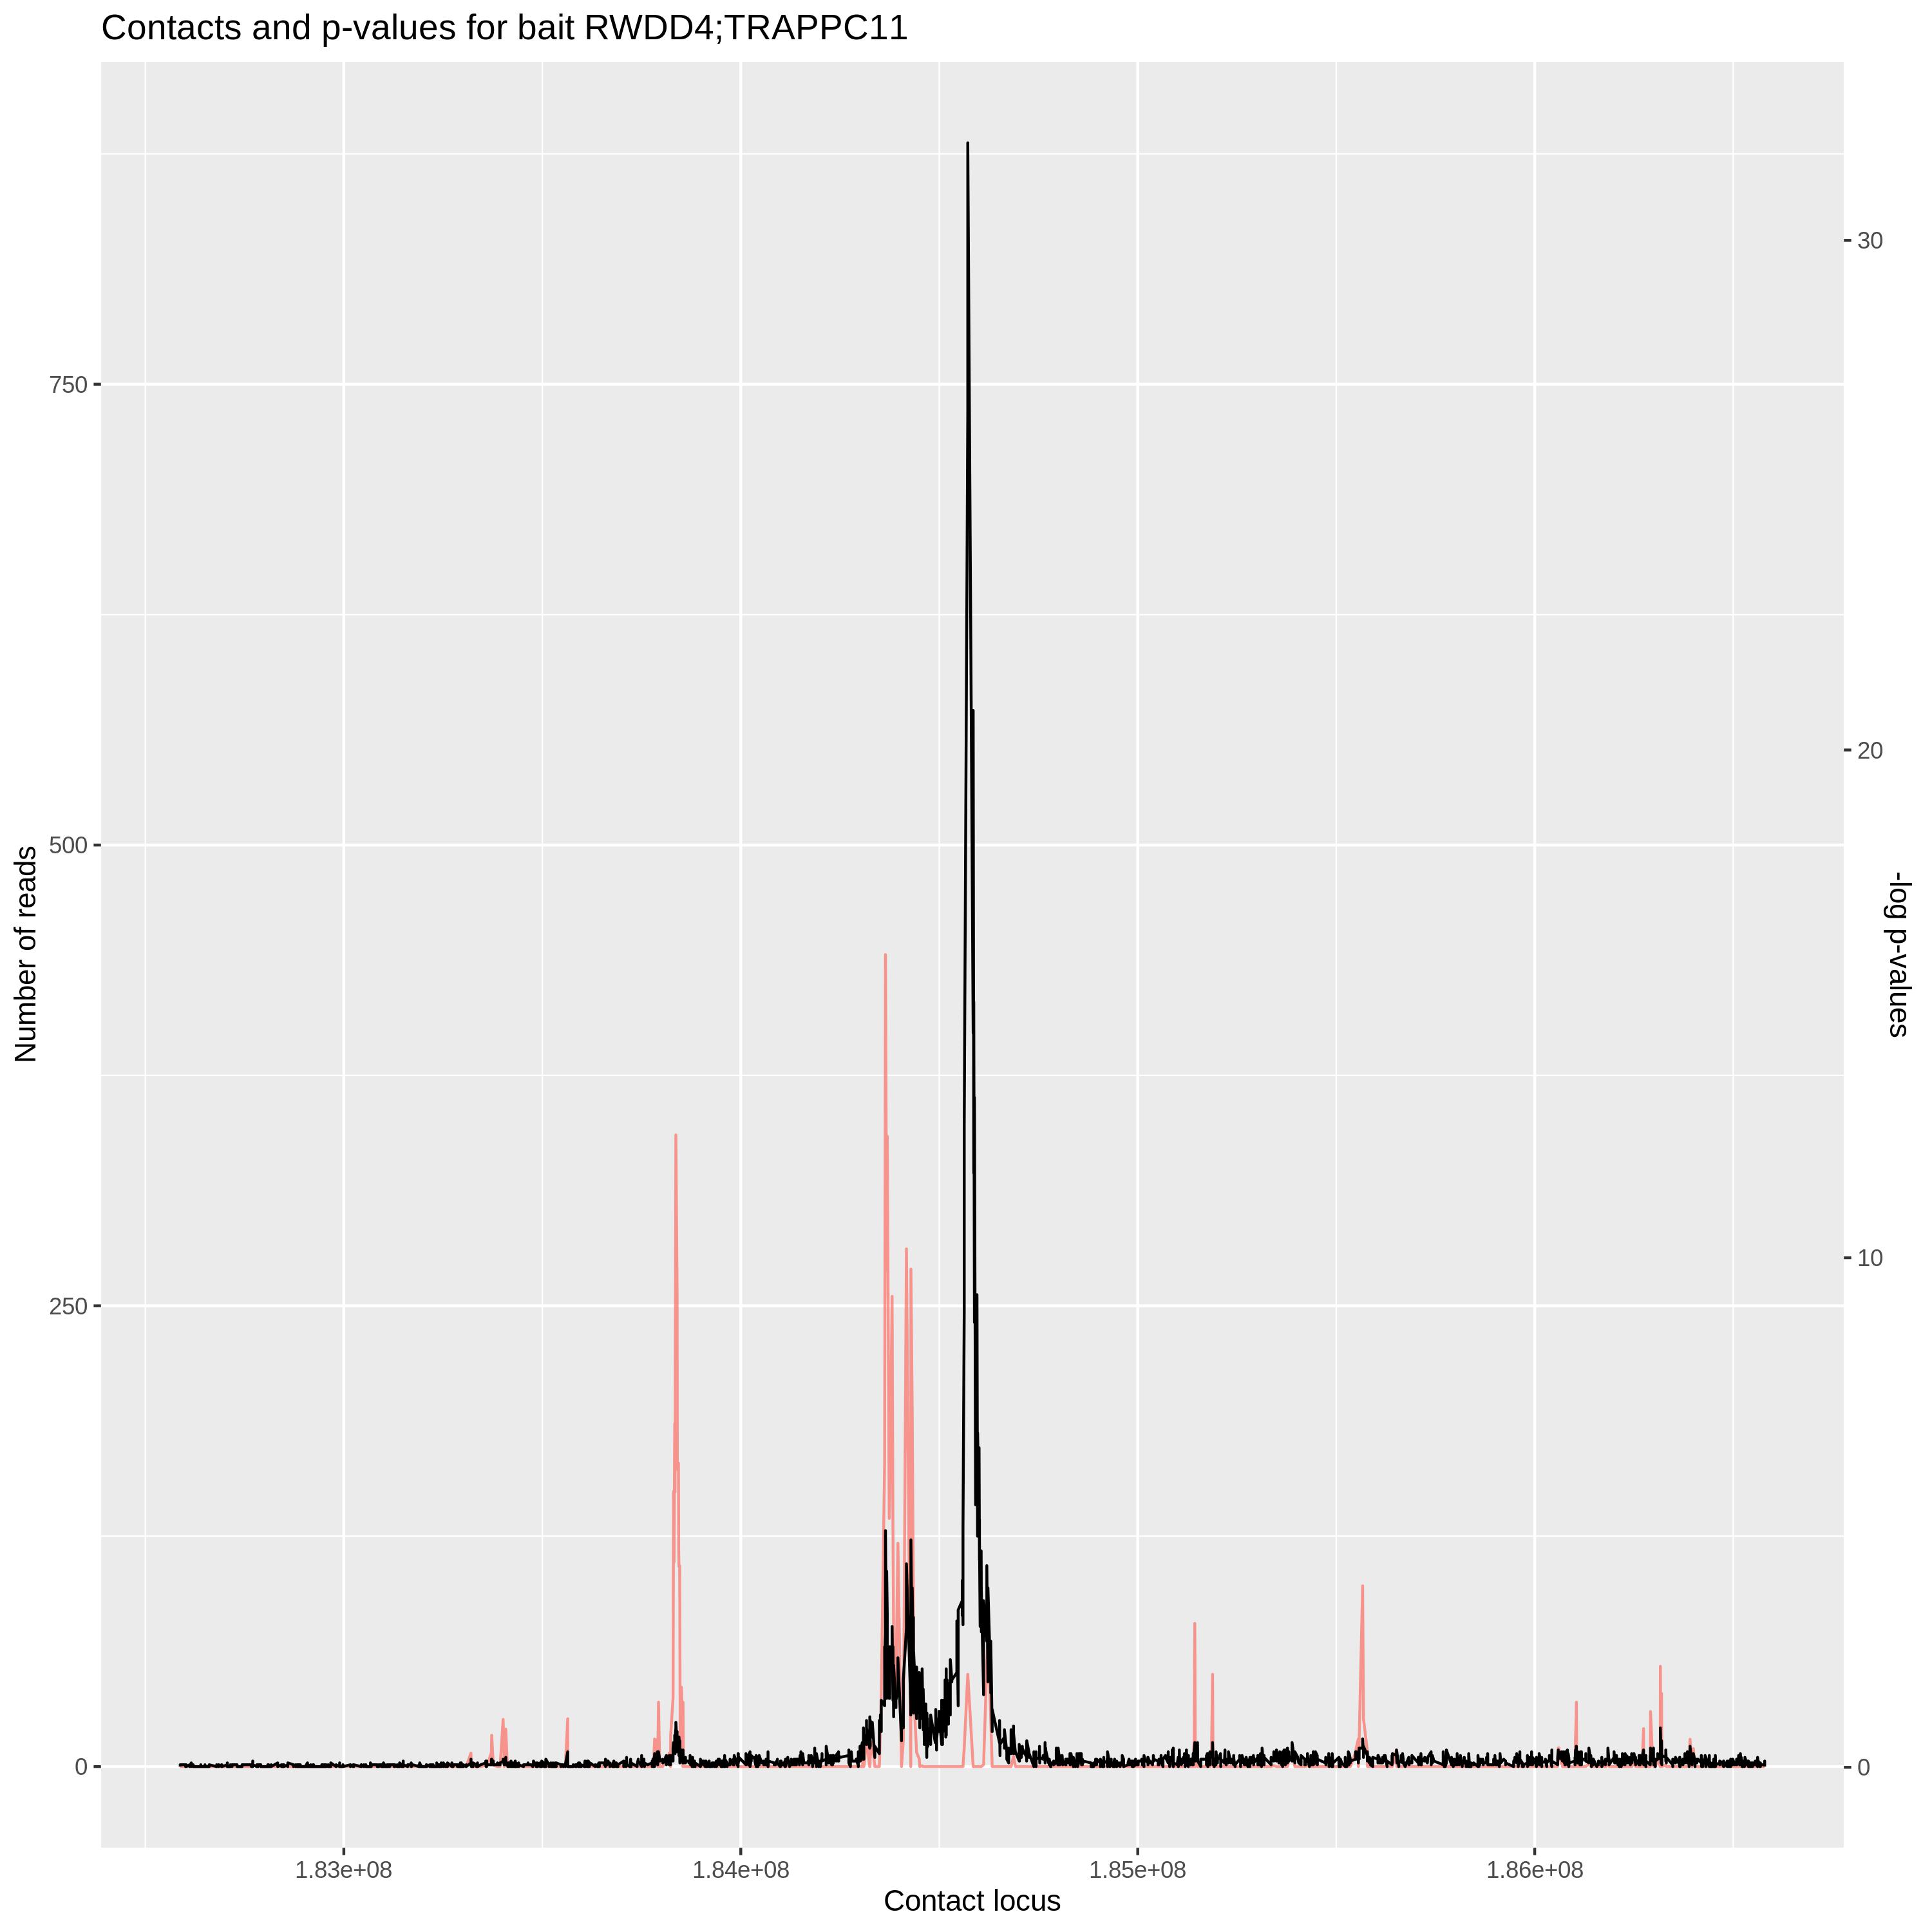 Contacts and p-values for bait RWDD4;TRAPPC11
750
500
250
0
Number of reads
30
20
10
0
-log p-values
1.83e+08
1.84e+08
1.85e+08
1.86e+08
Contact locus